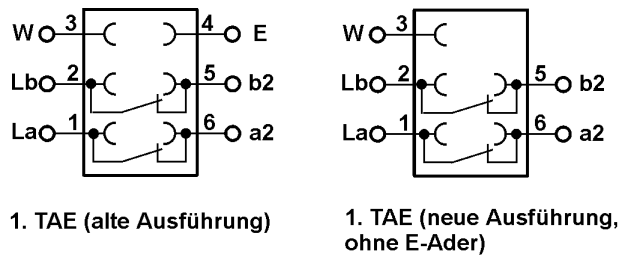 W 3 4 E
Lb 2 5 b2
La 1 6 a2
1. TAE (alte Ausführung)
W 3
Lb 2 5 b2
La 1 6 a2
1. TAE (neue Ausführung,
ohne E-Ader)